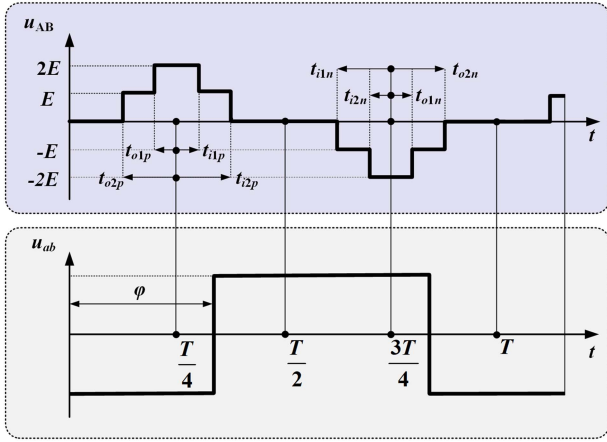 u_AB
2E
E
-E
-2E
t_o1p t_i1p
t_o2p t_i2p
t_i1n t_o2n
t_i2n t_o1n
t
u_ab
φ
T/4
T/2
3T/4
T
t